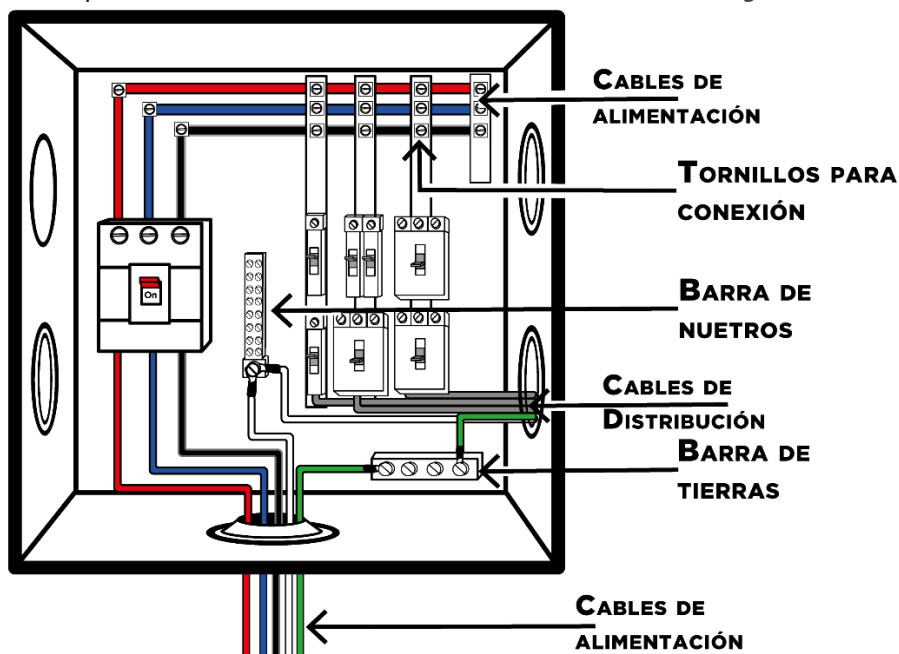 CABLES DE
ALIMENTACIÓN
TORNILLOS PARA
CONEXIÓN
BARRA DE
NUETROS
CABLES DE
DISTRIBUCIÓN
BARRA DE
TIERRAS
CABLES DE
ALIMENTACIÓN
On